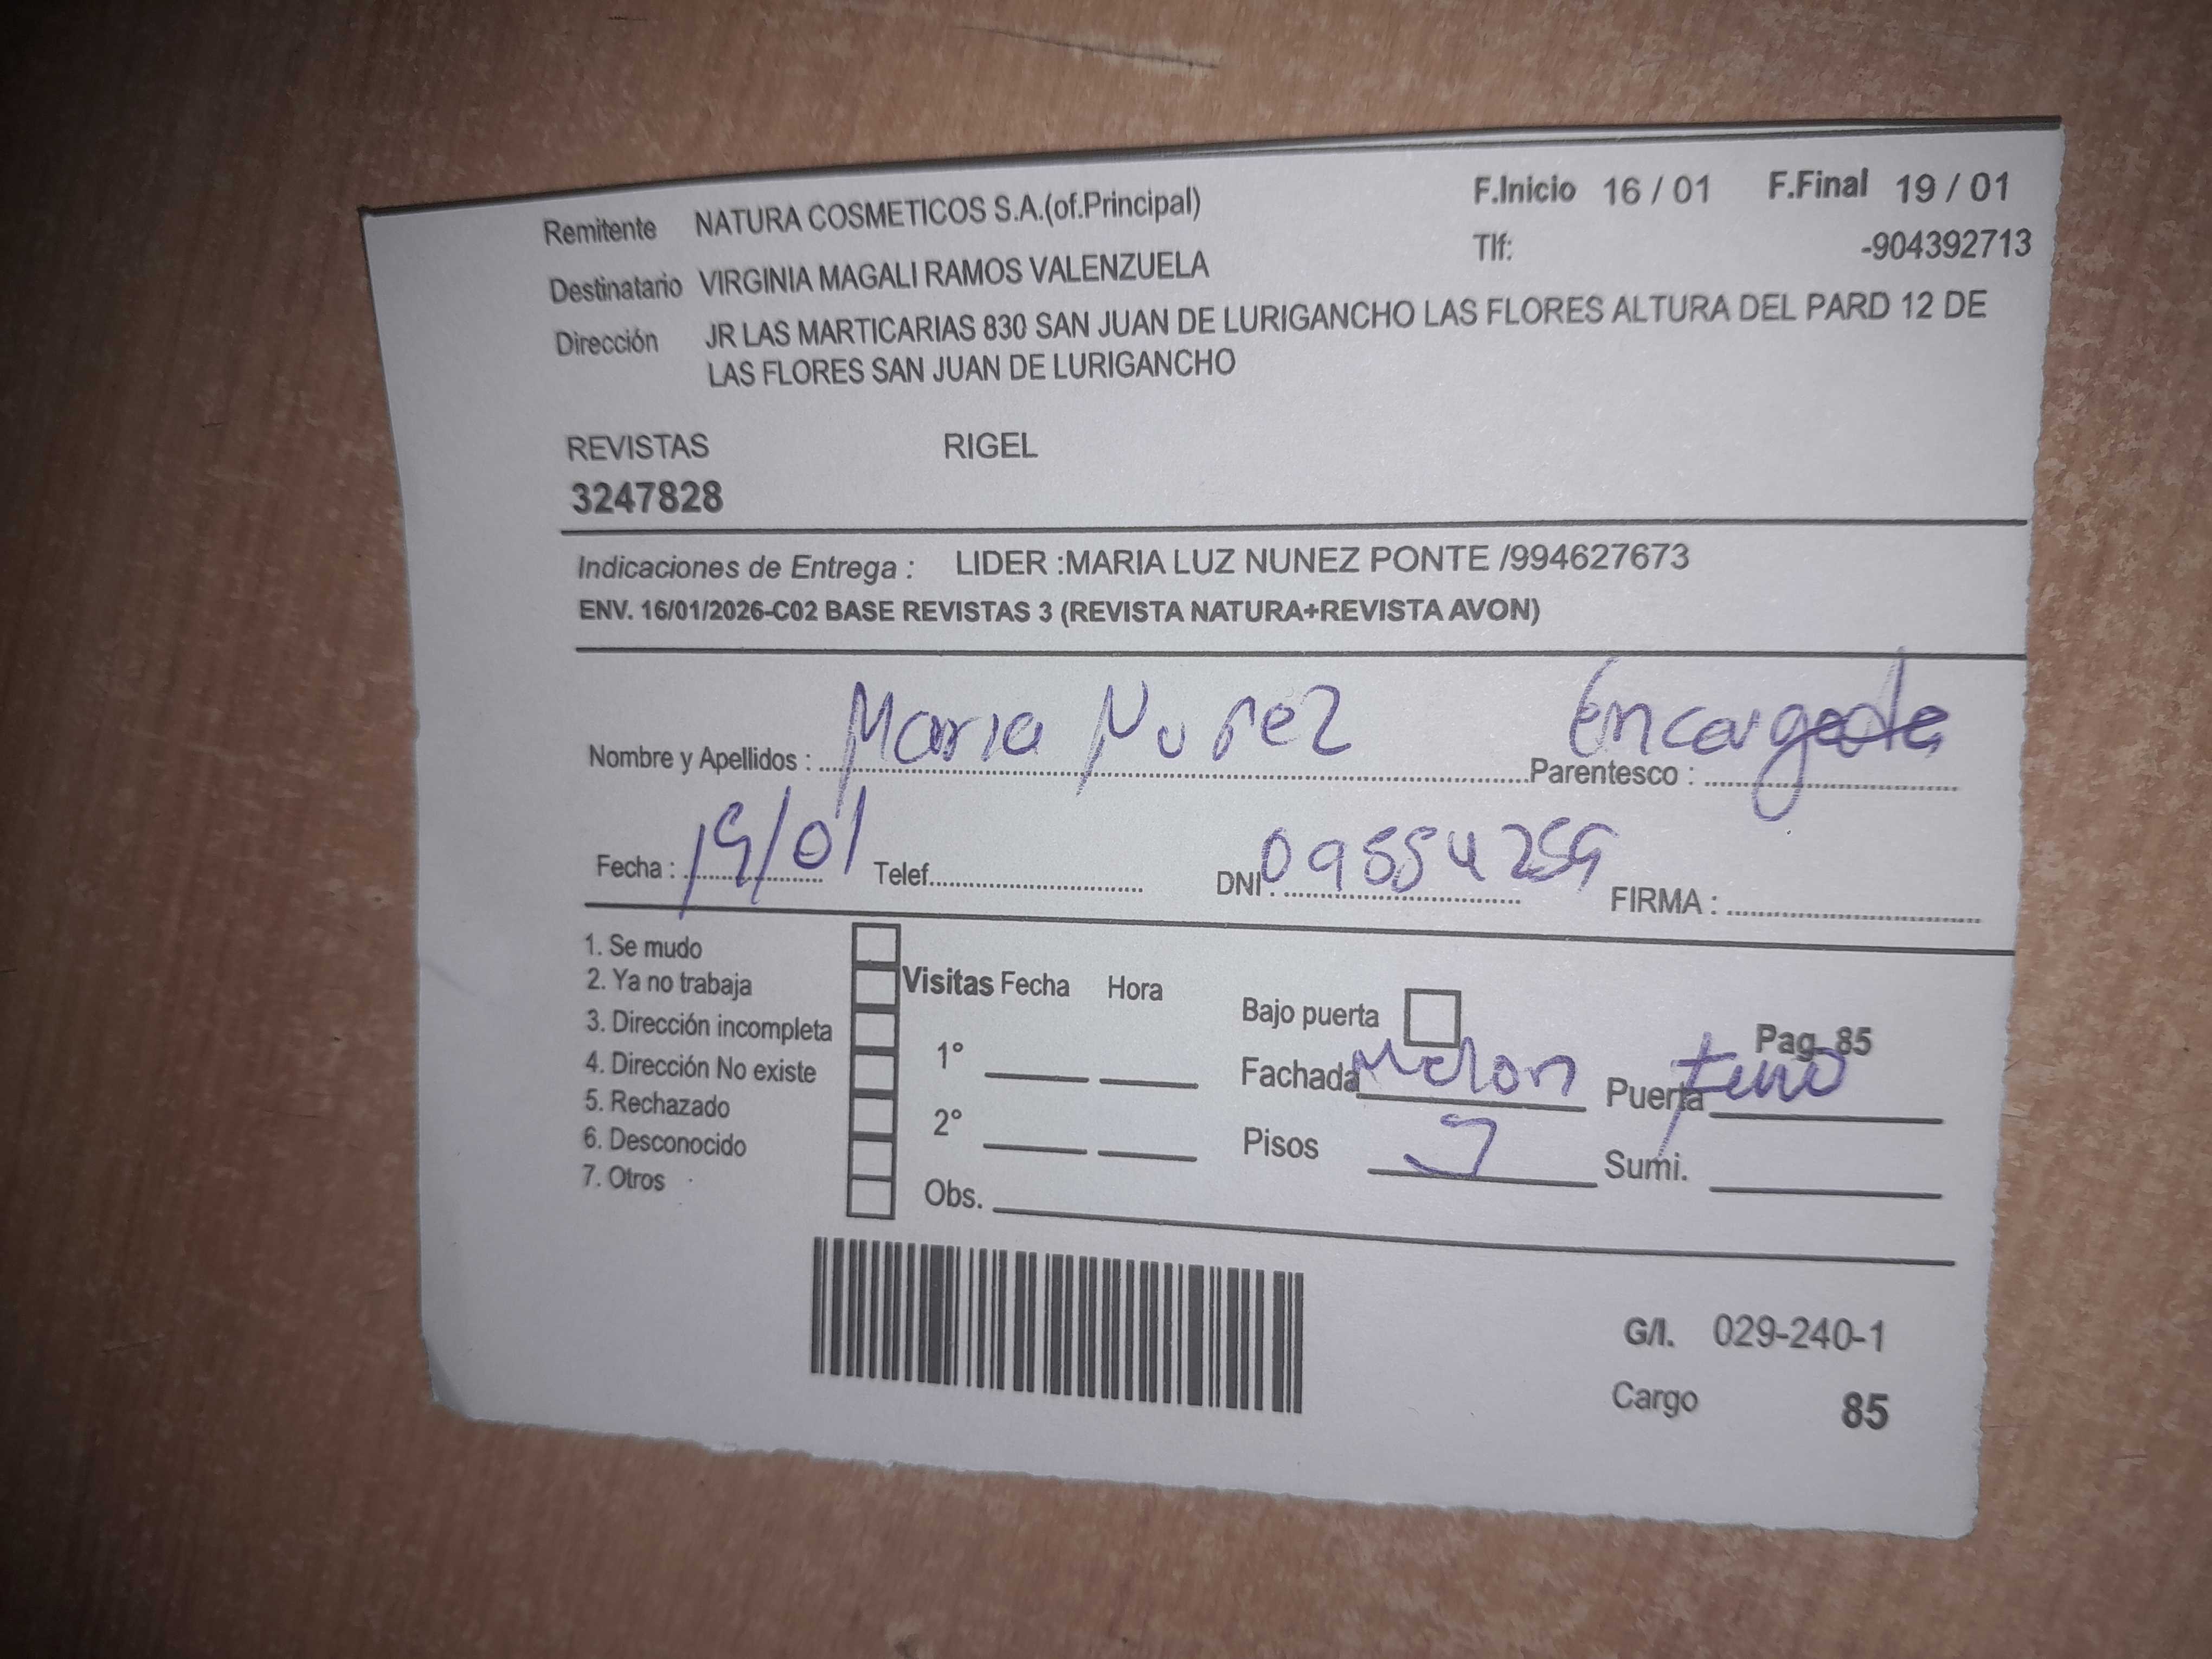 Remitente NATURA COSMETICOS S.A.(of.Principal) F.Inicio 16 / 01 F.Final 19 / 01
Tlf: -904392713
Destinatario VIRGINIA MAGALI RAMOS VALENZUELA
Dirección JR LAS MARTICARIAS 830 SAN JUAN DE LURIGANCHO LAS FLORES ALTURA DEL PARD 12 DE
LAS FLORES SAN JUAN DE LURIGANCHO
REVISTAS RIGEL
3247828
Indicaciones de Entrega : LIDER :MARIA LUZ NUNEZ PONTE /994627673
ENV. 16/01/2026-C02 BASE REVISTAS 3 (REVISTA NATURA+REVISTA AVON)
Nombre y Apellidos : Maria Nuñez Parentesco : Encargada
Fecha : 19/01 Telef. DNI : FIRMA :
1. Se mudo
2. Ya no trabaja
3. Dirección incompleta
4. Dirección No existe
5. Rechazado
6. Desconocido
7. Otros
Visitas Fecha Hora
1°
2°
Obs.
Bajo puerta Pag. 85
Fachada Melon Puerta
Pisos Sumi.
G/I. 029-240-1
Cargo 85